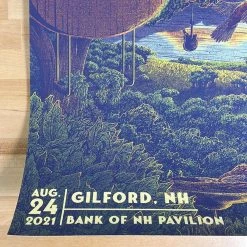 AUG.
24
2021
GILFORD, NH
BANK OF NH PAVILION